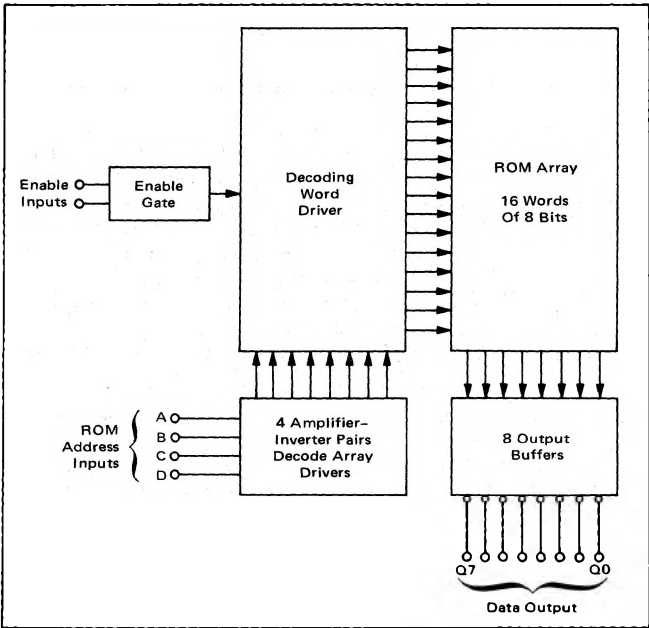 Enable
Inputs
Enable
Gate
Decoding
Word
Driver
ROM Array
16 Words
Of 8 Bits
ROM
Address
Inputs
A
B
C
D
4 Amplifier-
Inverter Pairs
Decode Array
Drivers
8 Output
Buffers
Q7
Q0
Data Output